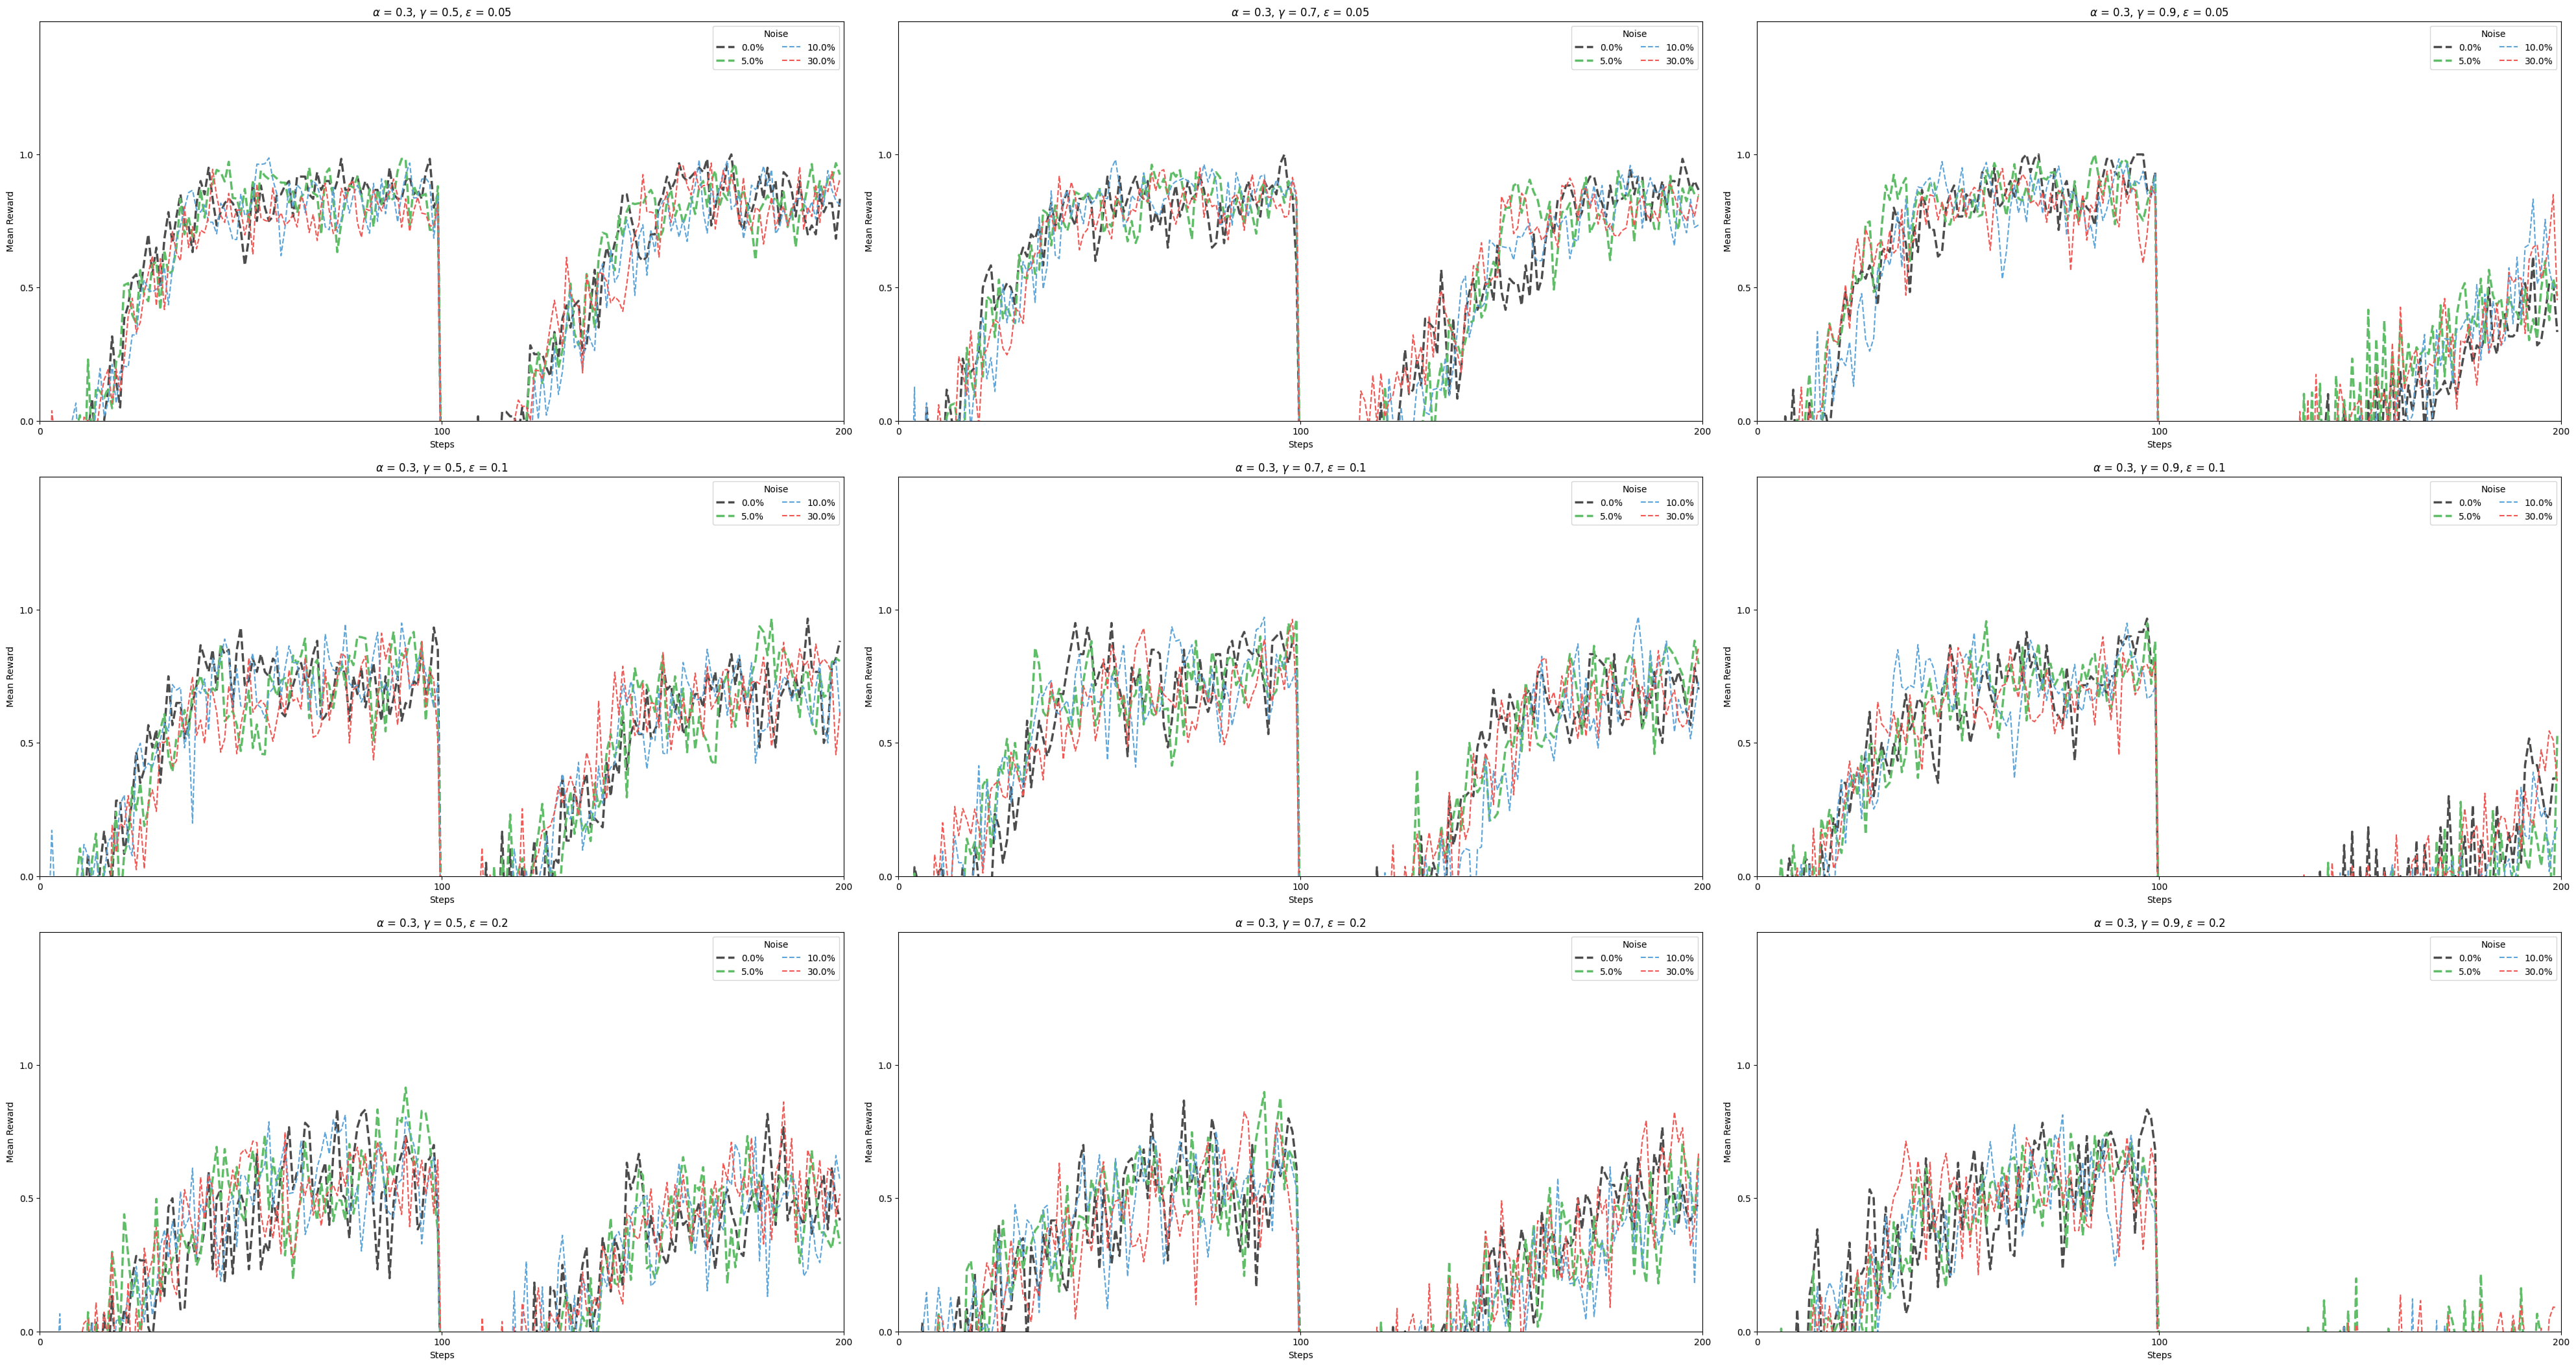 α = 0.3, γ = 0.5, ε = 0.05
Noise
0.0% 10.0%
5.0% 30.0%
1.0
0.5
0.0
Mean Reward
0 100 200
Steps
α = 0.3, γ = 0.7, ε = 0.05
Noise
0.0% 10.0%
5.0% 30.0%
1.0
0.5
0.0
Mean Reward
0 100 200
Steps
α = 0.3, γ = 0.9, ε = 0.05
Noise
0.0% 10.0%
5.0% 30.0%
1.0
0.5
0.0
Mean Reward
0 100 200
Steps
α = 0.3, γ = 0.5, ε = 0.1
Noise
0.0% 10.0%
5.0% 30.0%
1.0
0.5
0.0
Mean Reward
0 100 200
Steps
α = 0.3, γ = 0.7, ε = 0.1
Noise
0.0% 10.0%
5.0% 30.0%
1.0
0.5
0.0
Mean Reward
0 100 200
Steps
α = 0.3, γ = 0.9, ε = 0.1
Noise
0.0% 10.0%
5.0% 30.0%
1.0
0.5
0.0
Mean Reward
0 100 200
Steps
α = 0.3, γ = 0.5, ε = 0.2
Noise
0.0% 10.0%
5.0% 30.0%
1.0
0.5
0.0
Mean Reward
0 100 200
Steps
α = 0.3, γ = 0.7, ε = 0.2
Noise
0.0% 10.0%
5.0% 30.0%
1.0
0.5
0.0
Mean Reward
0 100 200
Steps
α = 0.3, γ = 0.9, ε = 0.2
Noise
0.0% 10.0%
5.0% 30.0%
1.0
0.5
0.0
Mean Reward
0 100 200
Steps